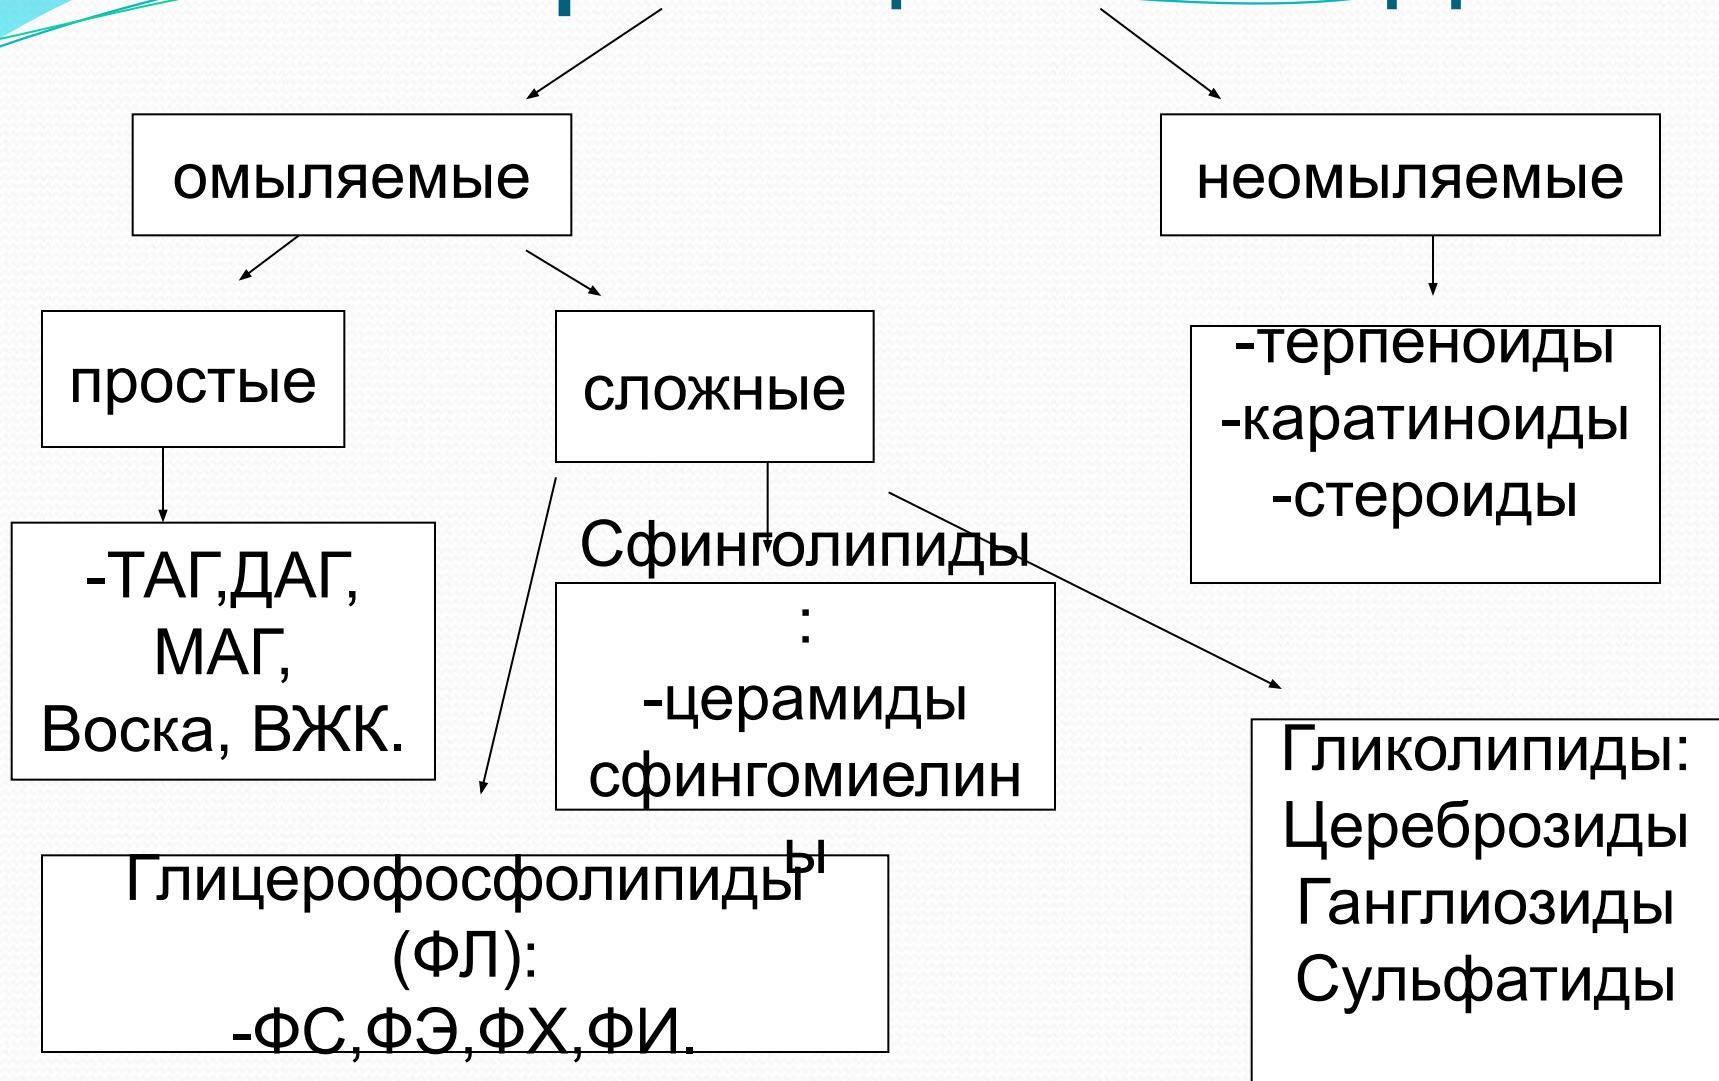 омыляемые
неомыляемые
простые
сложные
-терпеноиды
-каратиноиды
-стероиды
-ТАГ,ДАГ,
МАГ,
Воска, ВЖК.
Сфинголипиды
:
-церамиды
сфингомиелин
ы
Гликолипиды:
Цереброзиды
Ганглиозиды
Сульфатиды
Глицерофосфолипиды
(ФЛ):
-ФС,ФЭ,ФХ,ФИ.